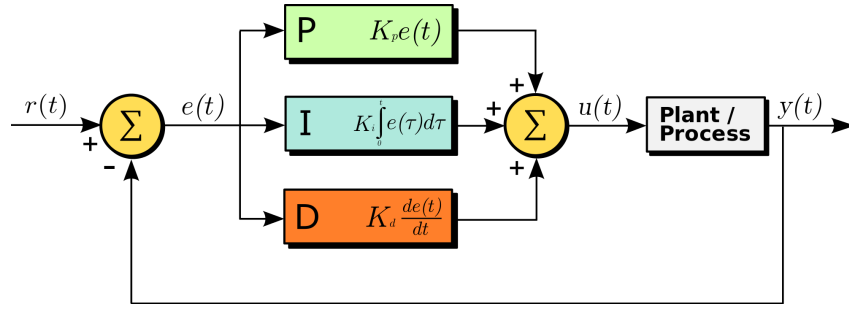 P K_p e(t)
r(t)
+
-
Σ
e(t)
I K_i ∫_0^t e(τ)dτ
+
+
+
Σ
u(t)
Plant /
Process
y(t)
D K_d de(t)/dt